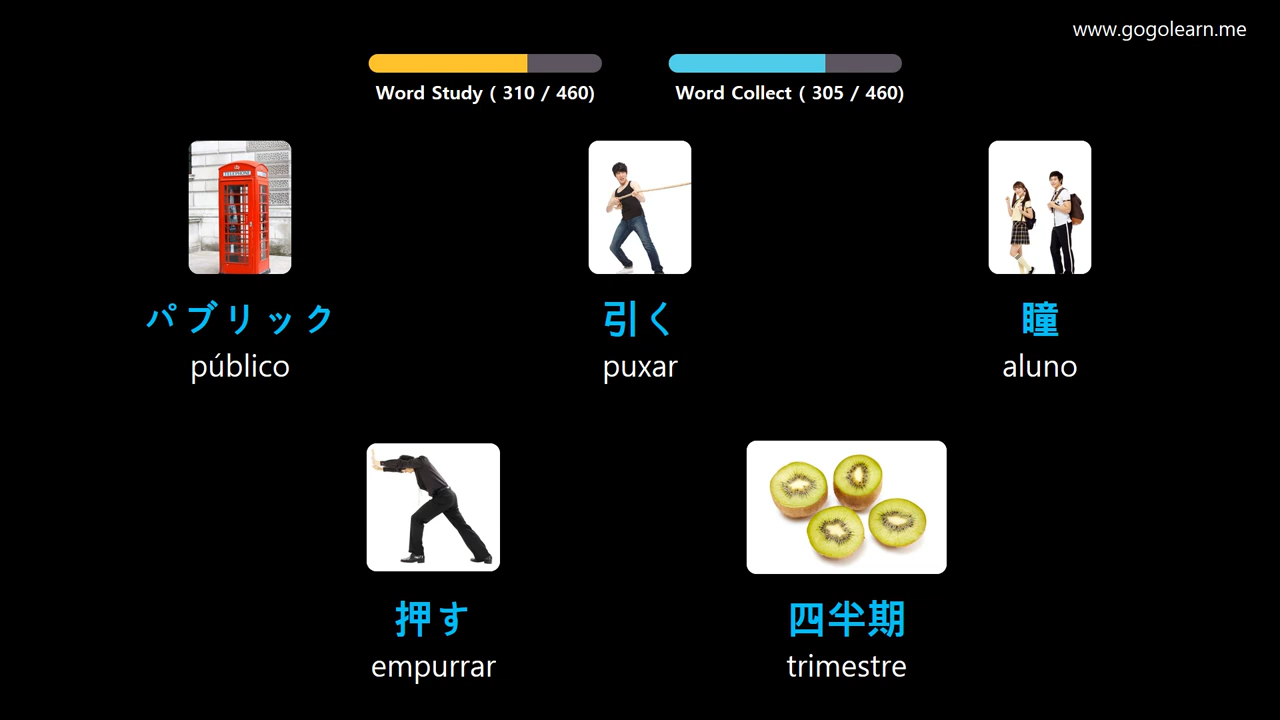 www.gogolearn.me
Word Study ( 310 / 460)
Word Collect ( 305 / 460)
TELEPHONE
パブリック
público
引く
puxar
瞳
aluno
押す
empurrar
四半期
trimestre